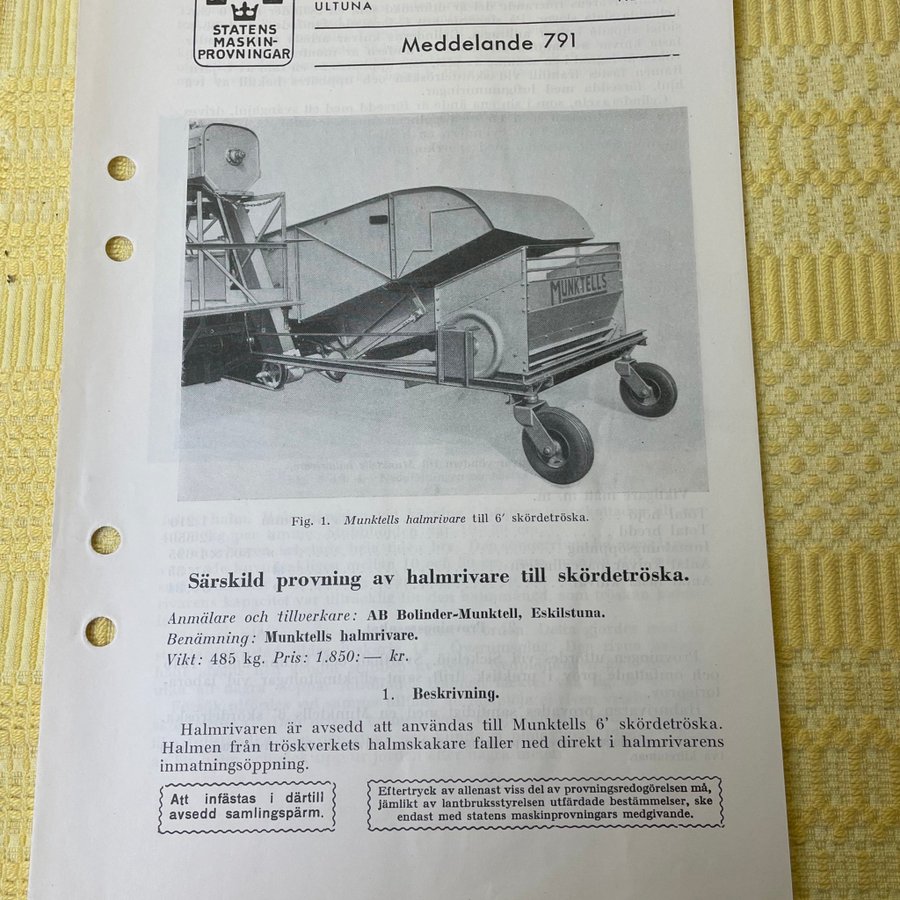 STATENS
MASKIN-
PROVNINGAR
ULTUNA
Meddelande 791
MUNKTELLS
Fig. 1. Munktells halmrivare till 6′ skördetröska.
Särskild provning av halmrivare till skördetröska.
Anmälare och tillverkare: AB Bolinder-Munktell, Eskilstuna.
Benämning: Munktells halmrivare.
Vikt: 485 kg. Pris: 1.850:— kr.
1. Beskrivning.
Halmrivaren är avsedd att användas till Munktells 6’ skördetröska.
Halmen från tröskverkets halmskakare faller ned direkt i halmrivarens
inmatningsöppning.
Att infästas i därtill
avsedd samlingspärm.
Eftertryck av allenast viss del av provningsredogörelsen må,
jämlikt av lantbruksstyrelsen utfärdade bestämmelser, ske
endast med statens maskinprovningars medgivande.